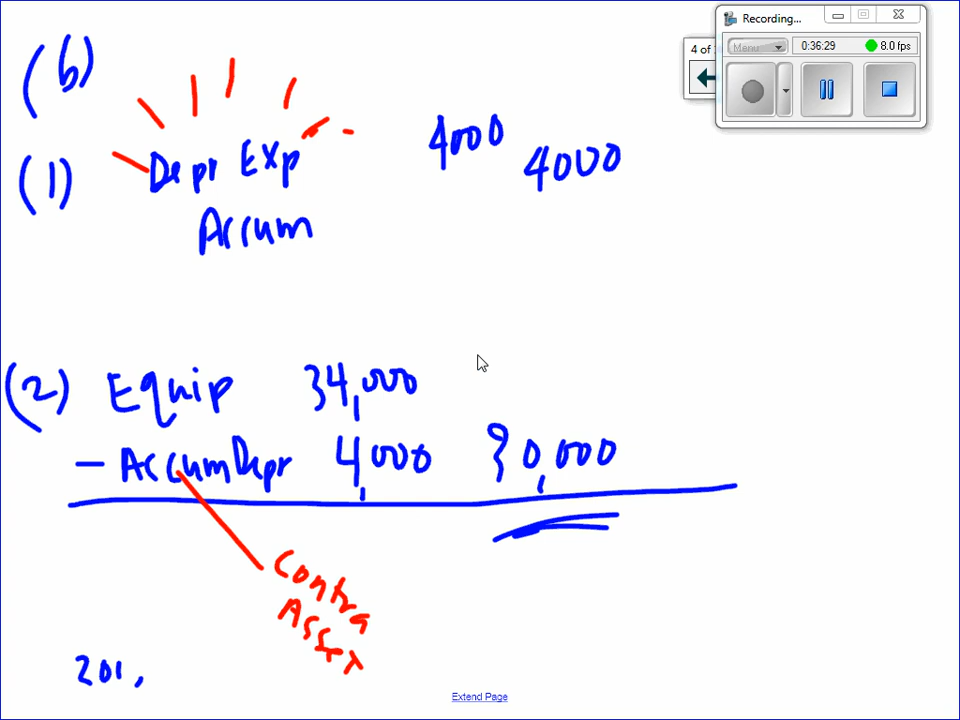 Recording...
Menu
0:36:29
8.0 fps
4 of
(b)
(1) Depr Exp 4000
Accum 4000
(2) Equip 34,000
- Accum Depr 4,000 30,000
Contra
Asset
201,
Extend Page